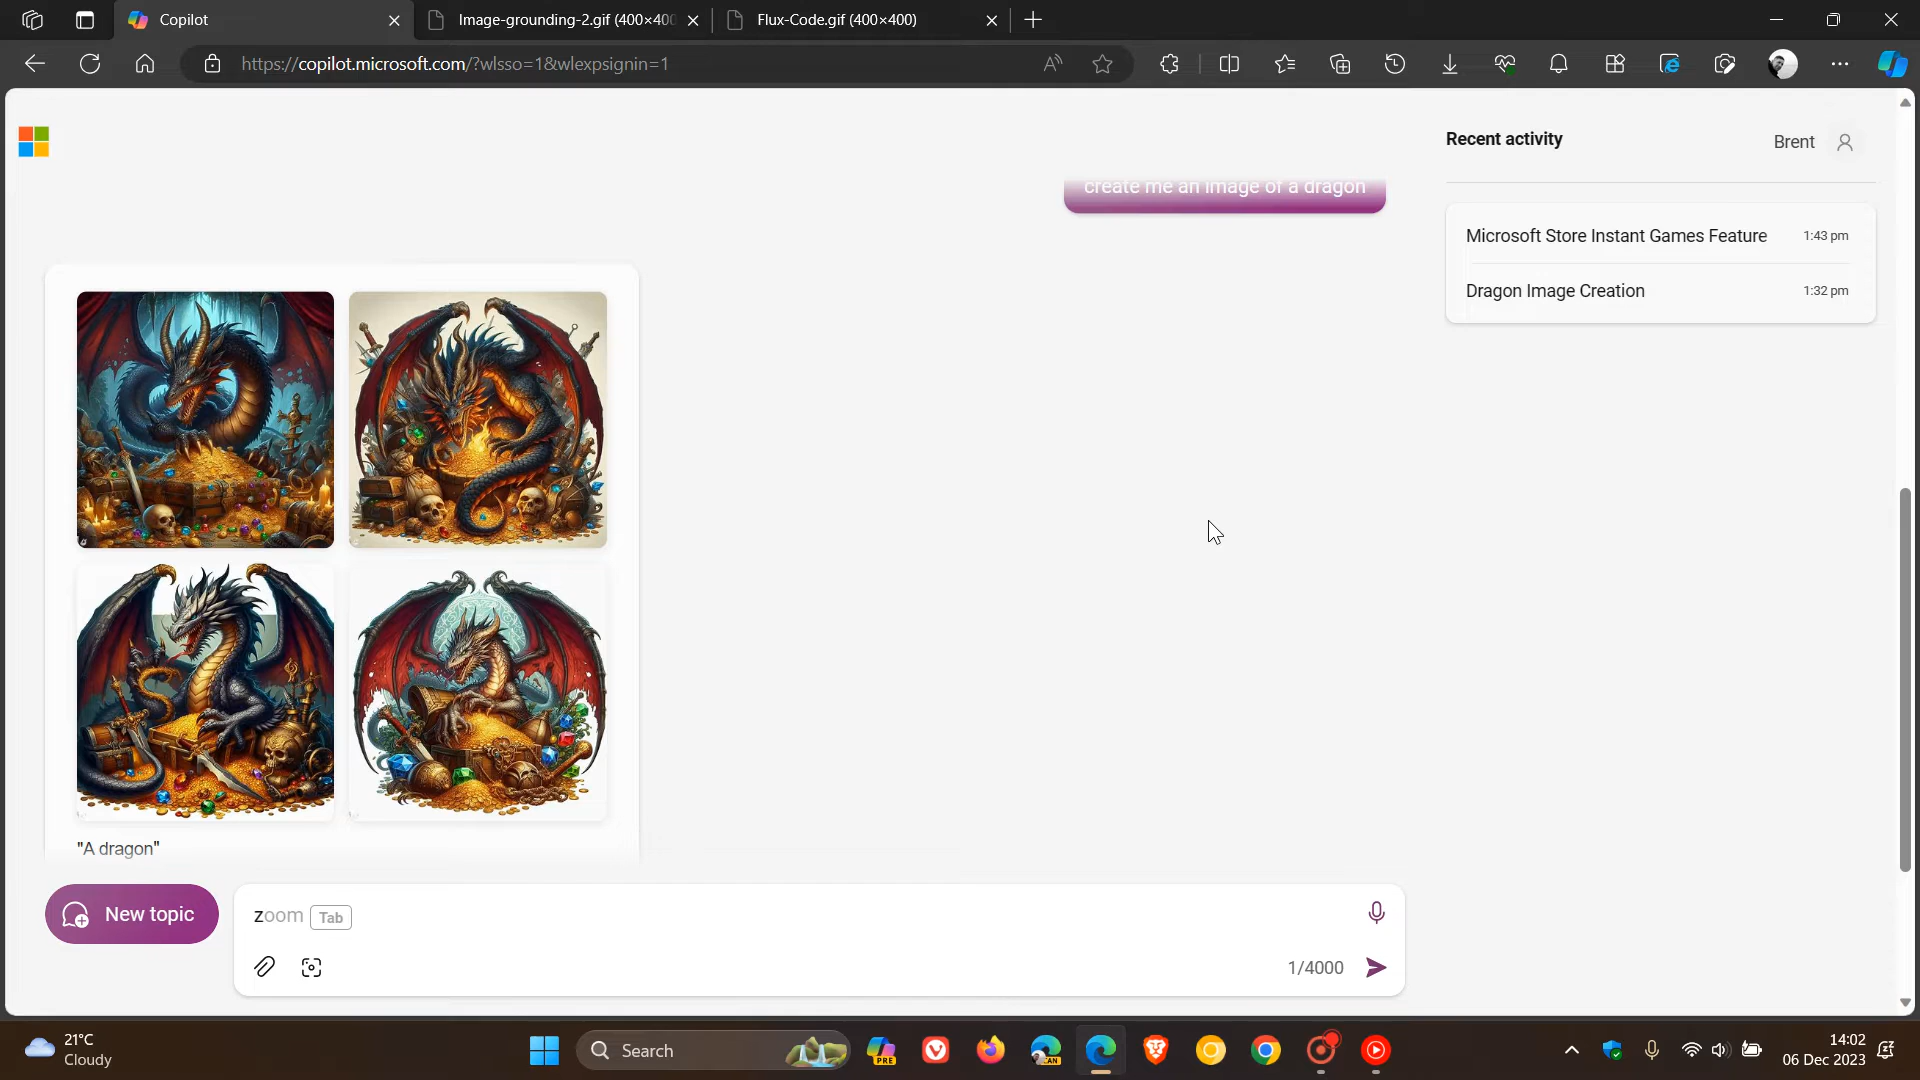 Copilot
Image-grounding-2.gif (400×400
Flux-Code.gif (400×400)
https://copilot.microsoft.com/?wlsso=1&wlexpsignin=1
Recent activity
Brent
create me an image of a dragon
Microsoft Store Instant Games Feature 1:43 pm
Dragon Image Creation 1:32 pm
"A dragon"
New topic
zoom Tab
1/4000
21°C
Cloudy
Search
PRE
CAN
14:02
06 Dec 2023